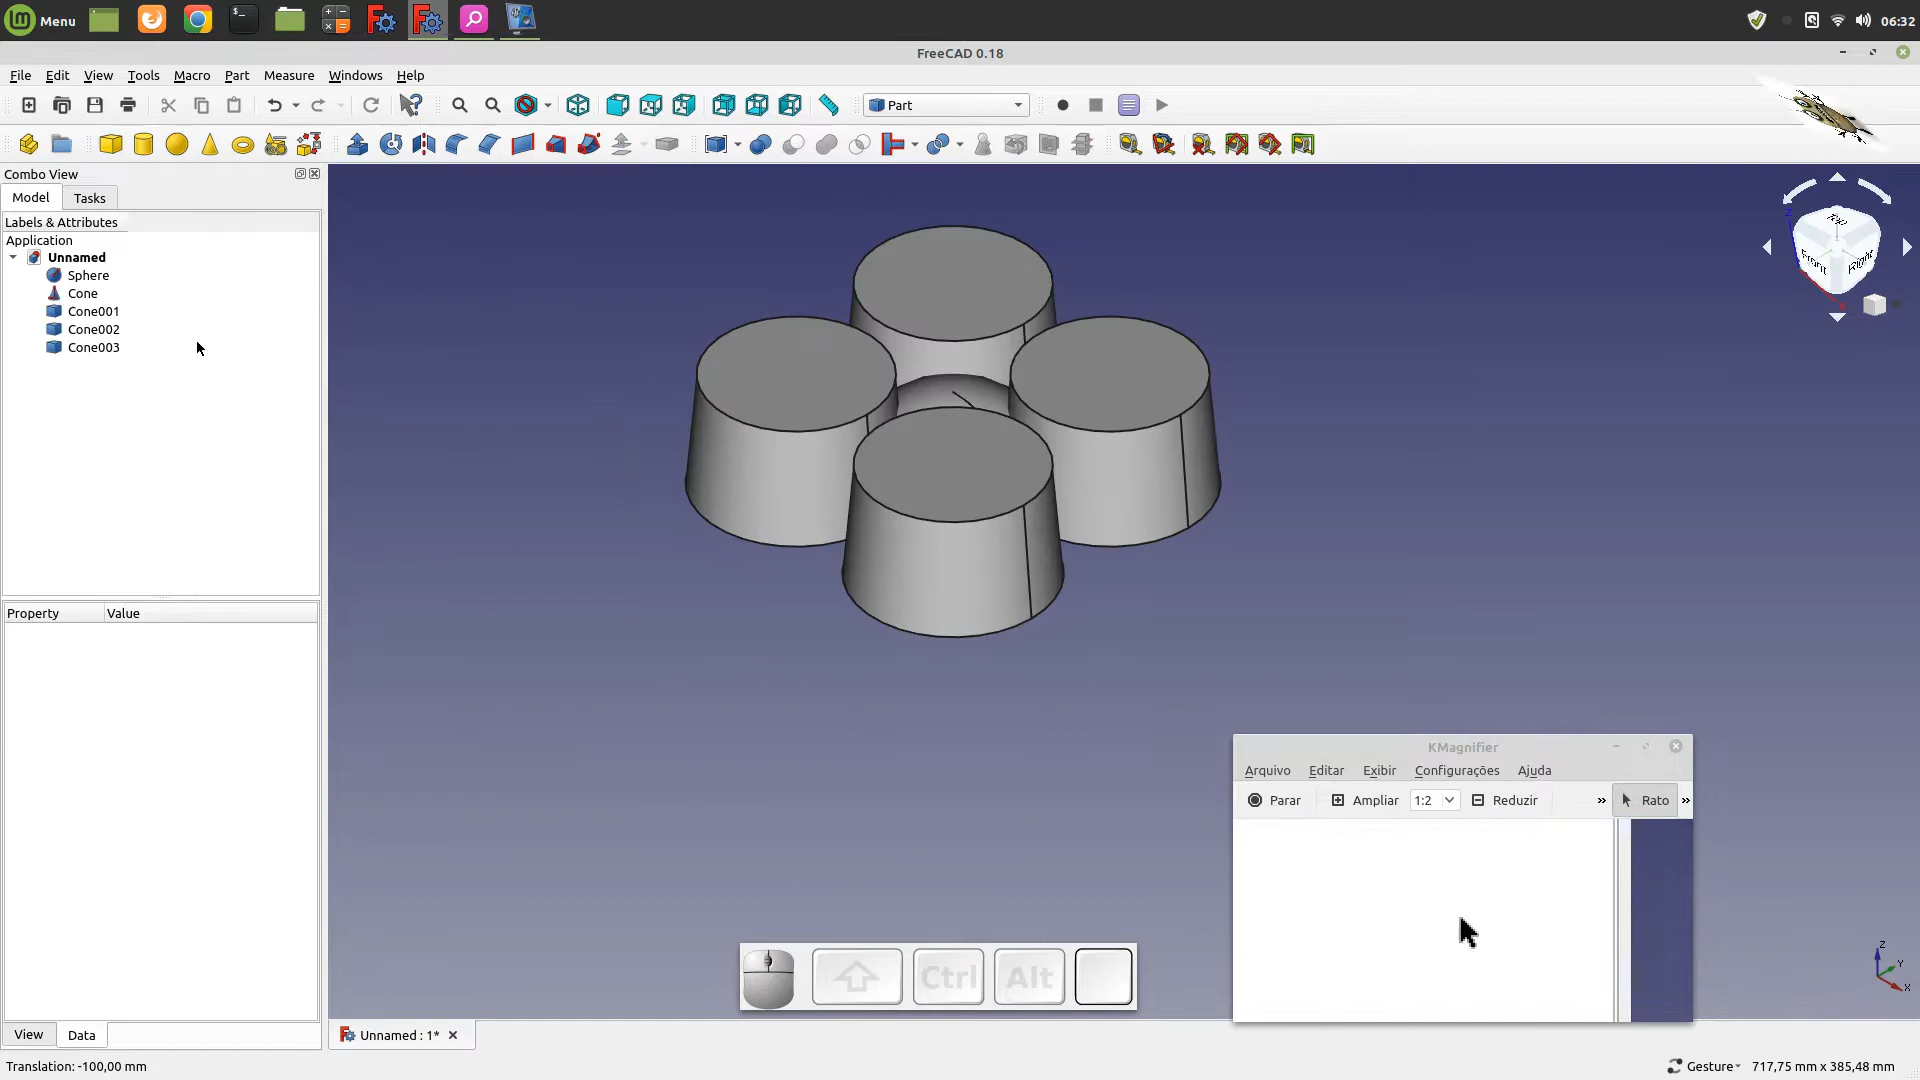 Menu
06:32
FreeCAD 0.18
File Edit View Tools Macro Part Measure Windows Help
Part
Combo View
Model Tasks
Labels & Attributes
Application
Unnamed
Sphere
Cone
Cone001
Cone002
Cone003
Top
Front Right
Property Value
KMagnifier
Arquivo Editar Exibir Configurações Ajuda
Parar Ampliar 1:2 Reduzir » Rato »
Ctrl Alt
Z
Y
X
View Data
Unnamed : 1*
Translation: -100,00 mm
Gesture 717,75 mm x 385,48 mm